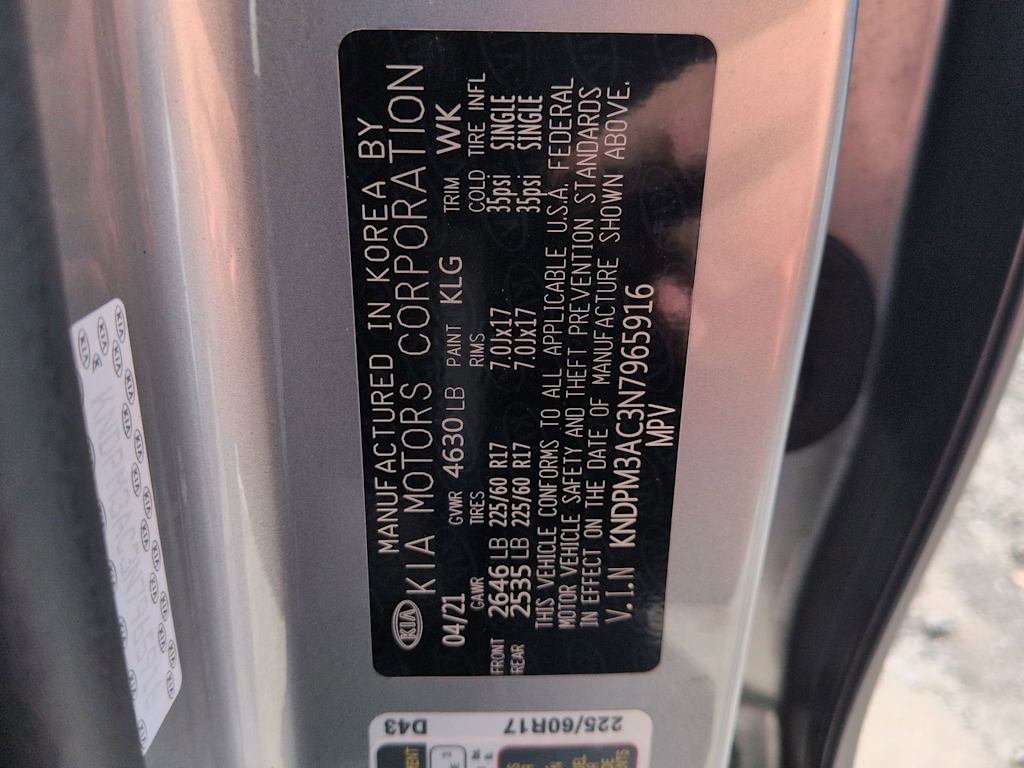 KIA
MANUFACTURED IN KOREA BY
KIA MOTORS CORPORATION
04/21 GVWR 4630 LB PAINT KLG TRIM WK
GAWR TIRES RIMS COLD TIRE INFL
FRONT 2646 LB 225/60 R17 7.0Jx17 35psi SINGLE
REAR 2535 LB 225/60 R17 7.0Jx17 35psi SINGLE
THIS VEHICLE CONFORMS TO ALL APPLICABLE U.S.A. FEDERAL
MOTOR VEHICLE SAFETY AND THEFT PREVENTION STANDARDS
IN EFFECT ON THE DATE OF MANUFACTURE SHOWN ABOVE.
V.I.N KNDPM3AC3N7965916
MPV
D43
225/60R17